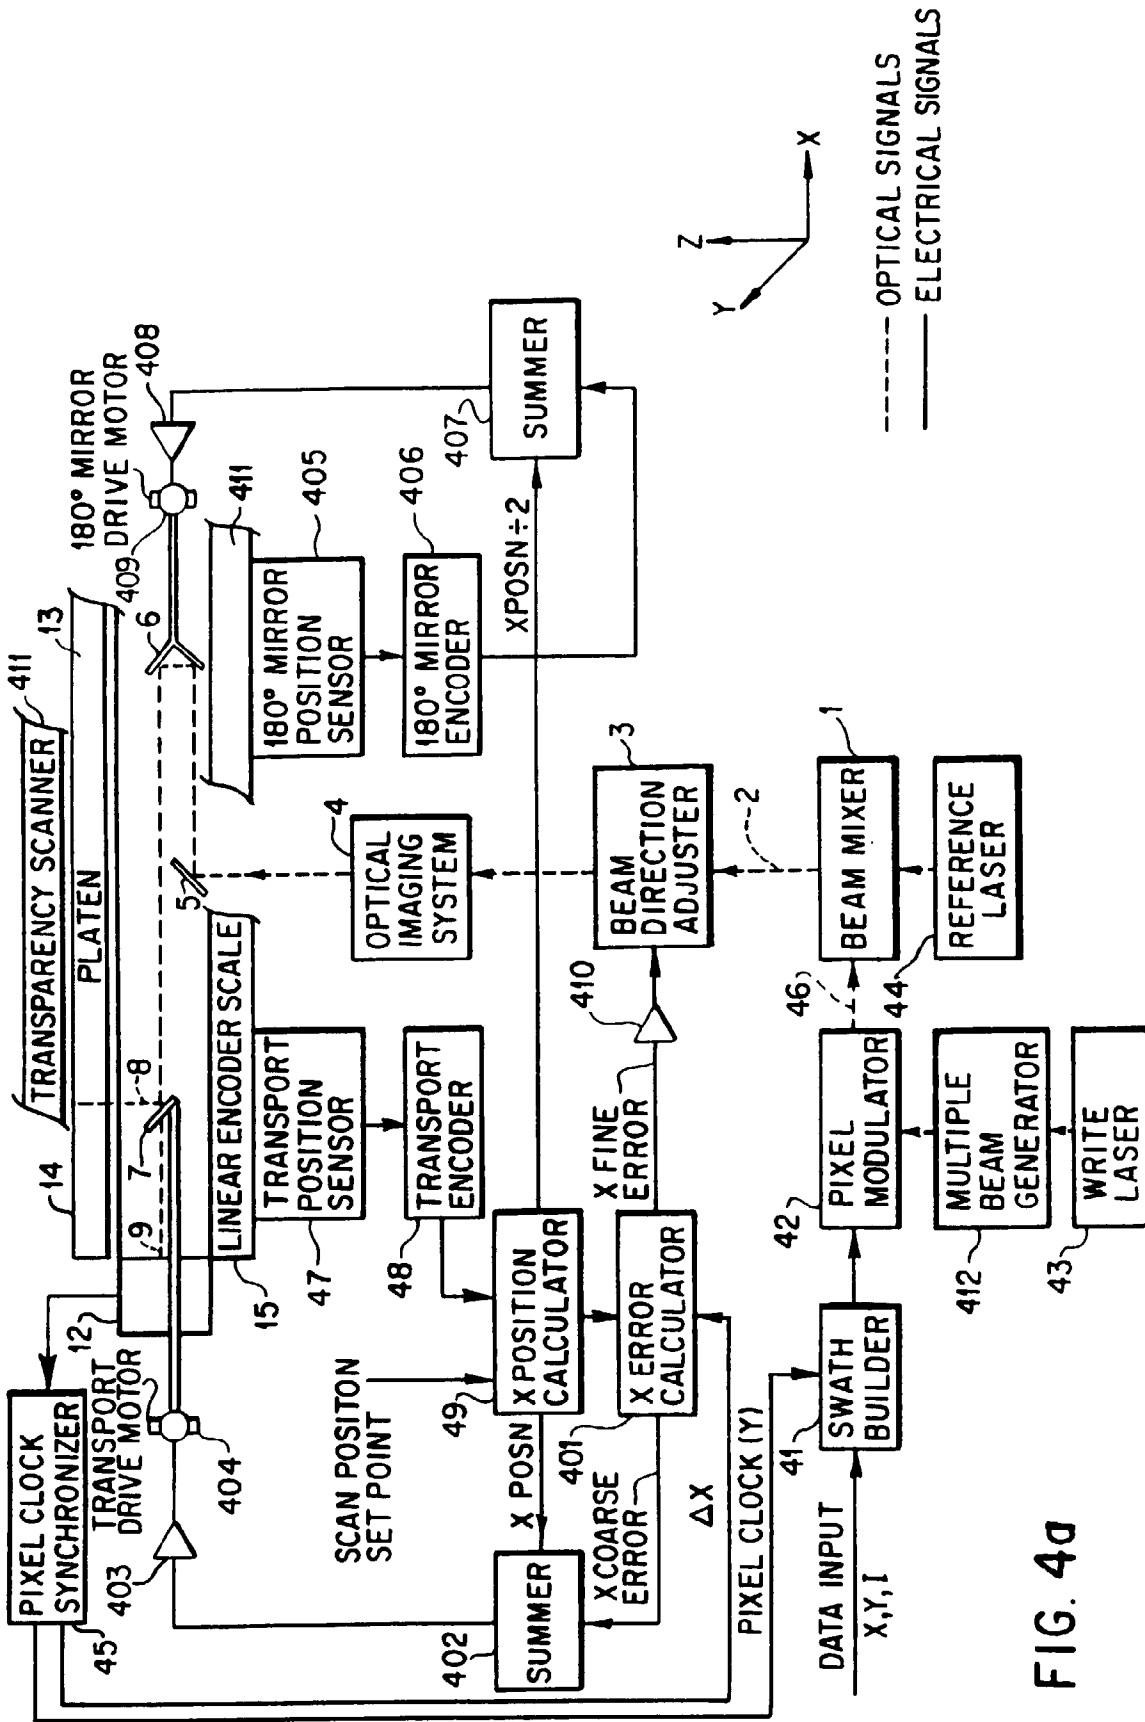 TRANSPARENCY SCANNER
411
PLATEN
13
14
180° MIRROR
DRIVE MOTOR
408
409
6
7
8
9
5
12
15
LINEAR ENCODER SCALE
411
PIXEL CLOCK
SYNCHRONIZER
45
TRANSPORT
DRIVE MOTOR
404
403
TRANSPORT
POSITION
SENSOR
47
TRANSPORT
ENCODER
48
180° MIRROR
POSITION
SENSOR
405
180° MIRROR
ENCODER
406
SUMMER
407
XPOSN÷2
OPTICAL
IMAGING
SYSTEM
4
SCAN POSITON
SET POINT
X POSITION
CALCULATOR
49
X POSN
X ERROR
CALCULATOR
401
X FINE
ERROR
410
X COARSE
ERROR
SUMMER
402
ΔX
PIXEL CLOCK (Y)
BEAM
DIRECTION
ADJUSTER
3
2
BEAM MIXER
1
REFERENCE
LASER
44
46
PIXEL
MODULATOR
42
MULTIPLE
BEAM
GENERATOR
412
WRITE
LASER
43
SWATH
BUILDER
41
DATA INPUT
X,Y,I
Z
Y
X
OPTICAL SIGNALS
ELECTRICAL SIGNALS
FIG. 4a